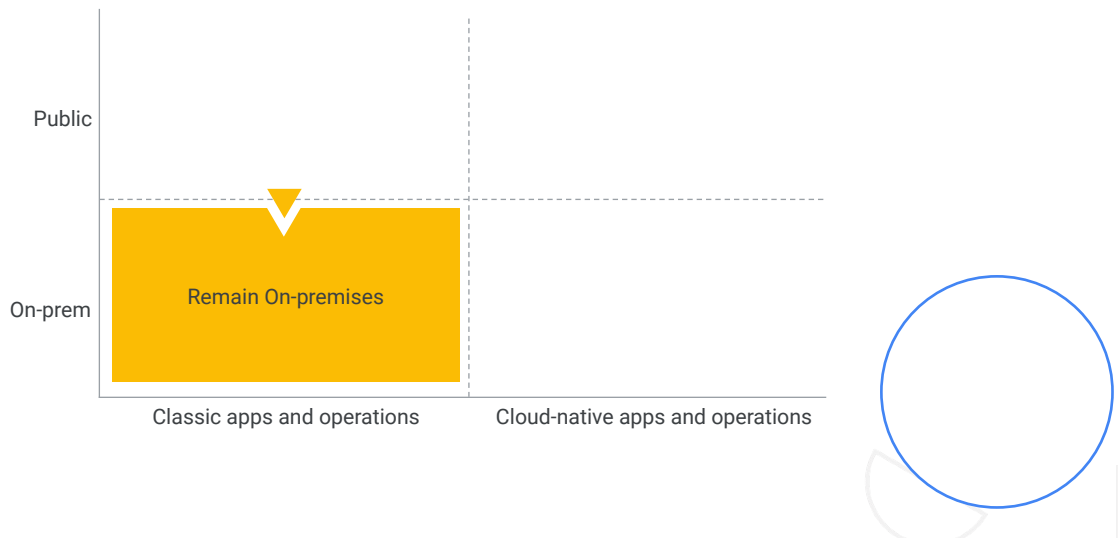 Public
Remain On-premises
On-prem
Classic apps and operations
Cloud-native apps and operations